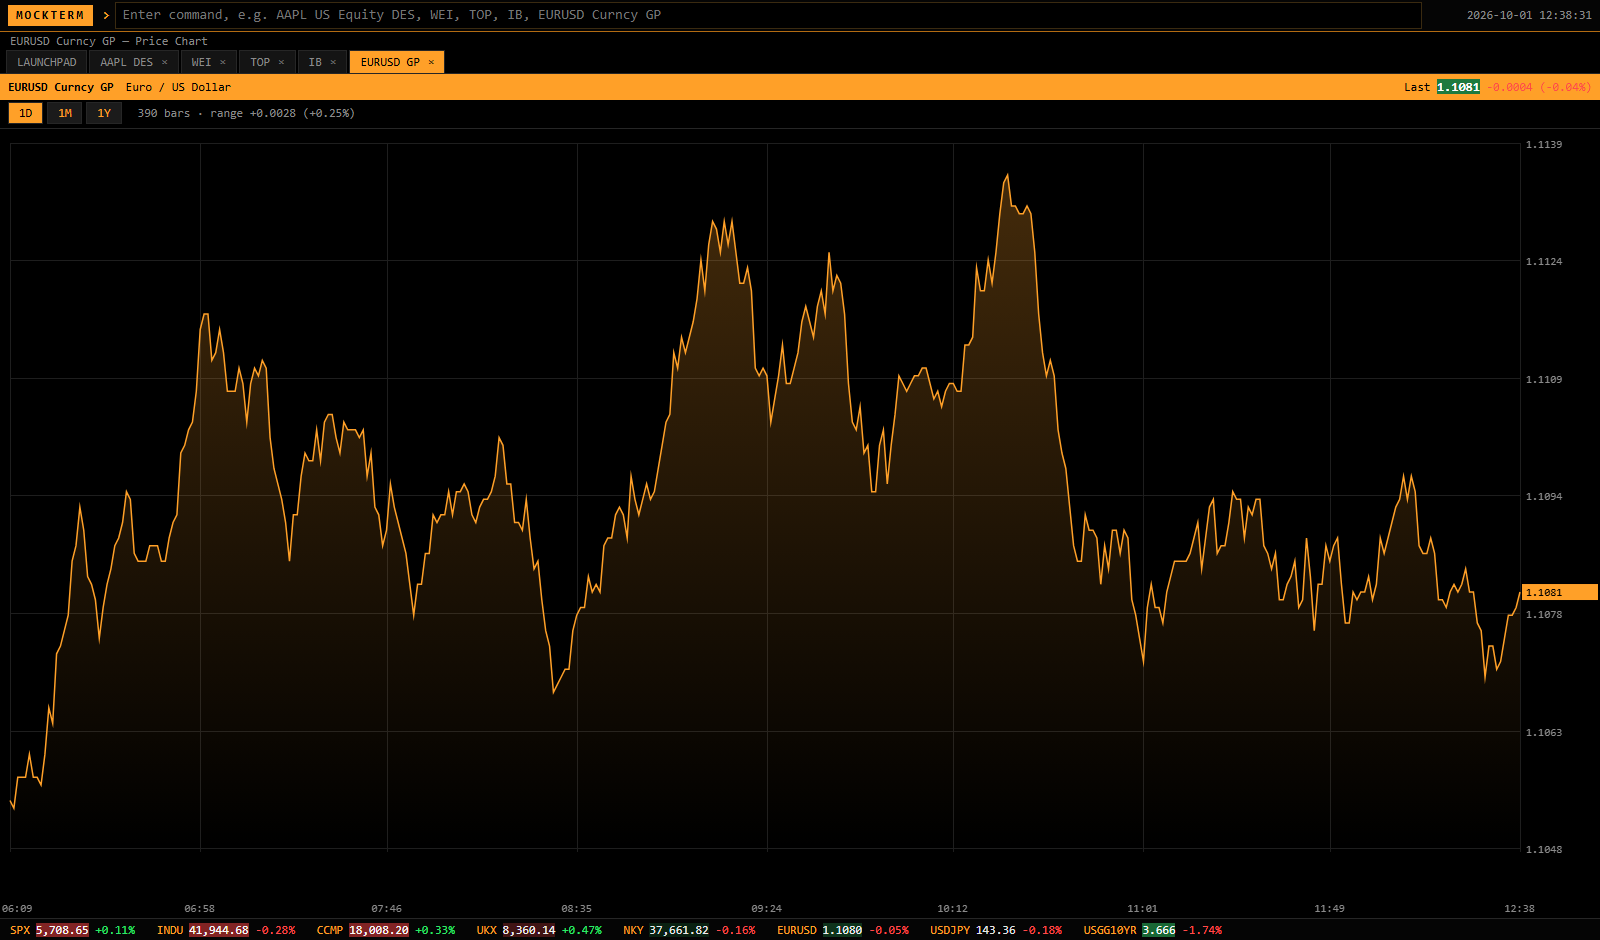 MOCKTERM › Enter command, e.g. AAPL US Equity DES, WEI, TOP, IB, EURUSD Curncy GP 2026-10-01 12:38:31
EURUSD Curncy GP — Price Chart
LAUNCHPAD AAPL DES × WEI × TOP × IB × EURUSD GP ×
EURUSD Curncy GP Euro / US Dollar Last 1.1081 -0.0004 (-0.04%)
1D 1M 1Y 390 bars · range +0.0028 (+0.25%)
1.1139
1.1124
1.1109
1.1094
1.1081
1.1078
1.1063
1.1048
06:09 06:58 07:46 08:35 09:24 10:12 11:01 11:49 12:38
SPX 5,708.65 +0.11% INDU 41,944.68 -0.28% CCMP 18,008.20 +0.33% UKX 8,360.14 +0.47% NKY 37,661.82 -0.16% EURUSD 1.1080 -0.05% USDJPY 143.36 -0.18% USGG10YR 3.666 -1.74%